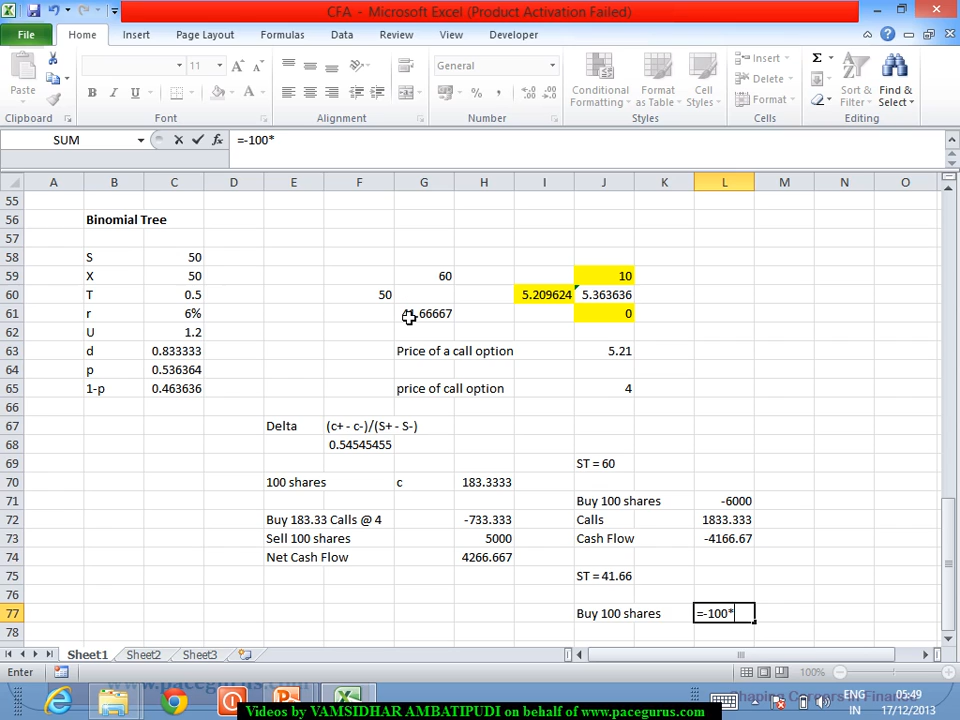 CFA - Microsoft Excel (Product Activation Failed)
File Home Insert Page Layout Formulas Data Review View Developer
Paste
11
General
Conditional Formatting
Format as Table
Cell Styles
Insert
Delete
Format
Sort & Filter
Find & Select
Clipboard Font Alignment Number Styles Cells Editing
SUM =-100*
A B C D E F G H I J K L M N O
55
56 Binomial Tree
57
58 S 50
59 X 50 60 10
60 T 0.5 50 5.209624 5.363636
61 r 6% 66667 0
62 U 1.2
63 d 0.833333 Price of a call option 5.21
64 p 0.536364
65 1-p 0.463636 price of call option 4
66
67 Delta (c+ - c-)/(S+ - S-)
68 0.54545455
69 ST = 60
70 100 shares c 183.3333
71 Buy 100 shares -6000
72 Buy 183.33 Calls @ 4 -733.333 Calls 1833.333
73 Sell 100 shares 5000 Cash Flow -4166.67
74 Net Cash Flow 4266.667
75 ST = 41.66
76
77 Buy 100 shares =-100*
78
Sheet1 Sheet2 Sheet3
Enter 100%
www.pacegurus.com
Shaping Careers in Finance
ENG 05:49
IN 17/12/2013
Videos by VAMSIDHAR AMBATIPUDI on behalf of www.pacegurus.com